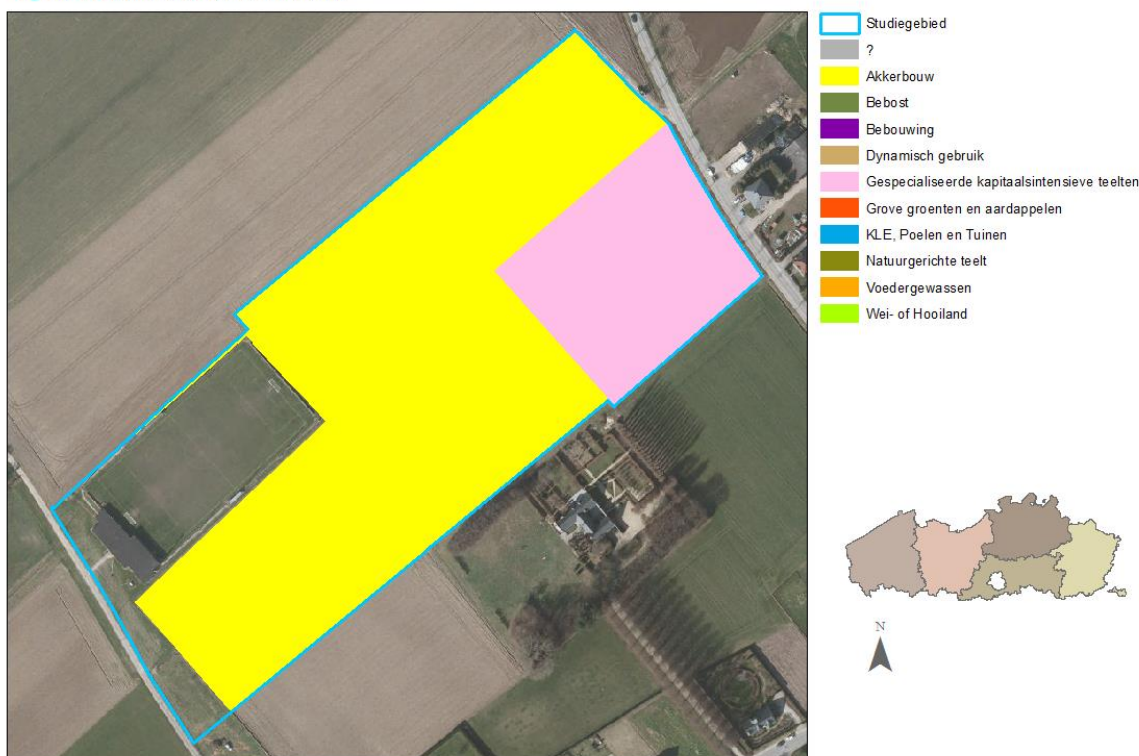 Studiegebied
?
Akkerbouw
Bebost
Bebouwing
Dynamisch gebruik
Gespecialiseerde kapitaalsintensieve teelten
Grove groenten en aardappelen
KLE, Poelen en Tuinen
Natuurgerichte teelt
Voedergewassen
Wei- of Hooiland
N